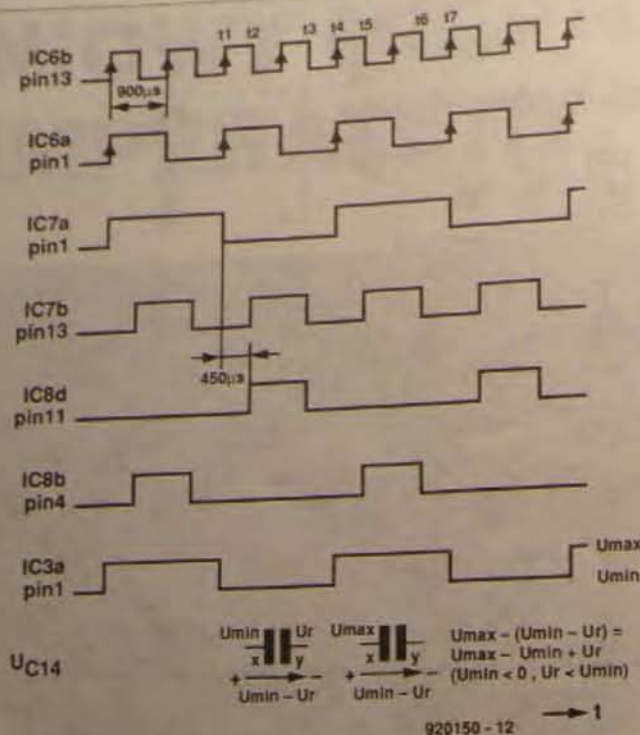 t1 t2 t3 t4 t5 t6 t7
IC6b
pin13
900µs
IC6a
pin1
IC7a
pin1
IC7b
pin13
450µs
IC8d
pin11
IC8b
pin4
IC3a
pin1
Umax
Umin
UC14
Umin Ur
x y
+ −
Umin − Ur
Umax
x y
+ −
Umin − Ur
Umax − (Umin − Ur) =
Umax − Umin + Ur
(Umin < 0 , Ur < Umin)
t
920150 - 12